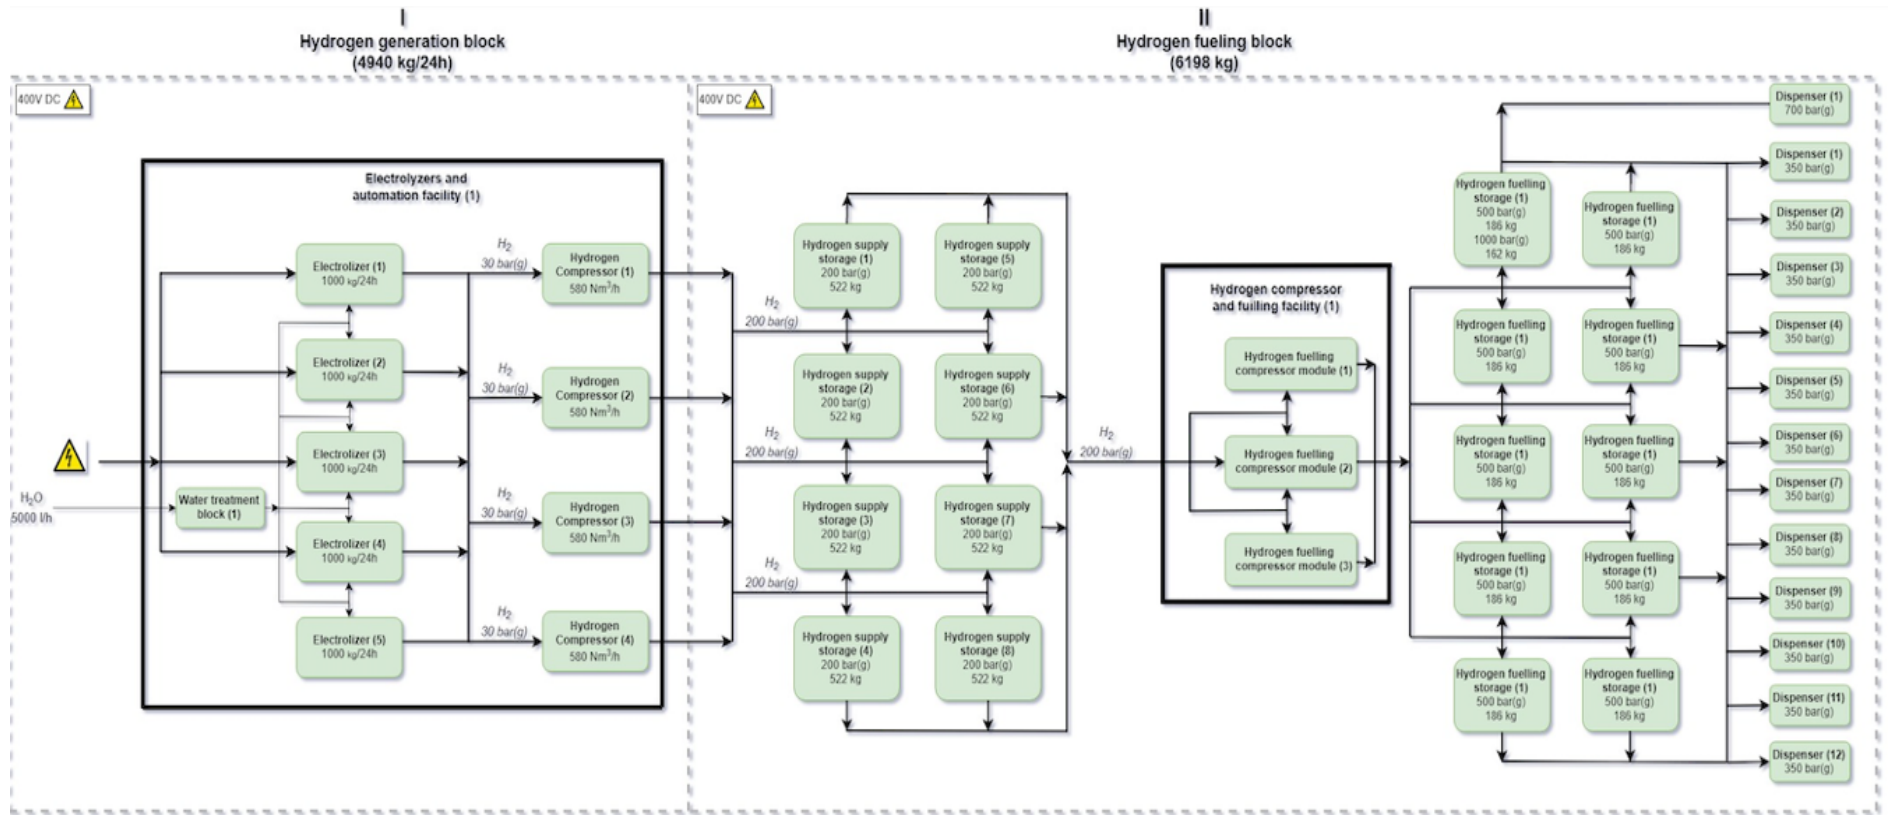 I
Hydrogen generation block
(4940 kg/24h)
II
Hydrogen fueling block
(6198 kg)
400V DC
Electrolyzers and
automation facility (1)
H2O
5000 l/h
Water treatment
block (1)
Electrolizer (1)
1000 kg/24h
Electrolizer (2)
1000 kg/24h
Electrolizer (3)
1000 kg/24h
Electrolizer (4)
1000 kg/24h
Electrolizer (5)
1000 kg/24h
H2
30 bar(g)
H2
30 bar(g)
H2
30 bar(g)
H2
30 bar(g)
Hydrogen
Compressor (1)
580 Nm3/h
Hydrogen
Compressor (2)
580 Nm3/h
Hydrogen
Compressor (3)
580 Nm3/h
Hydrogen
Compressor (4)
580 Nm3/h
400V DC
H2
200 bar(g)
H2
200 bar(g)
H2
200 bar(g)
Hydrogen supply
storage (1)
200 bar(g)
522 kg
Hydrogen supply
storage (2)
200 bar(g)
522 kg
Hydrogen supply
storage (3)
200 bar(g)
522 kg
Hydrogen supply
storage (4)
200 bar(g)
522 kg
Hydrogen supply
storage (5)
200 bar(g)
522 kg
Hydrogen supply
storage (6)
200 bar(g)
522 kg
Hydrogen supply
storage (7)
200 bar(g)
522 kg
Hydrogen supply
storage (8)
200 bar(g)
522 kg
H2
200 bar(g)
Hydrogen compressor
and fuilling facility (1)
Hydrogen fuelling
compressor module (1)
Hydrogen fuelling
compressor module (2)
Hydrogen fuelling
compressor module (3)
Hydrogen fuelling
storage (1)
500 bar(g)
186 kg
1000 bar(g)
162 kg
Hydrogen fuelling
storage (1)
500 bar(g)
186 kg
Hydrogen fuelling
storage (1)
500 bar(g)
186 kg
Hydrogen fuelling
storage (1)
500 bar(g)
186 kg
Hydrogen fuelling
storage (1)
500 bar(g)
186 kg
Hydrogen fuelling
storage (1)
500 bar(g)
186 kg
Hydrogen fuelling
storage (1)
500 bar(g)
186 kg
Hydrogen fuelling
storage (1)
500 bar(g)
186 kg
Hydrogen fuelling
storage (1)
500 bar(g)
186 kg
Hydrogen fuelling
storage (1)
500 bar(g)
186 kg
Dispenser (1)
700 bar(g)
Dispenser (1)
350 bar(g)
Dispenser (2)
350 bar(g)
Dispenser (3)
350 bar(g)
Dispenser (4)
350 bar(g)
Dispenser (5)
350 bar(g)
Dispenser (6)
350 bar(g)
Dispenser (7)
350 bar(g)
Dispenser (8)
350 bar(g)
Dispenser (9)
350 bar(g)
Dispenser (10)
350 bar(g)
Dispenser (11)
350 bar(g)
Dispenser (12)
350 bar(g)